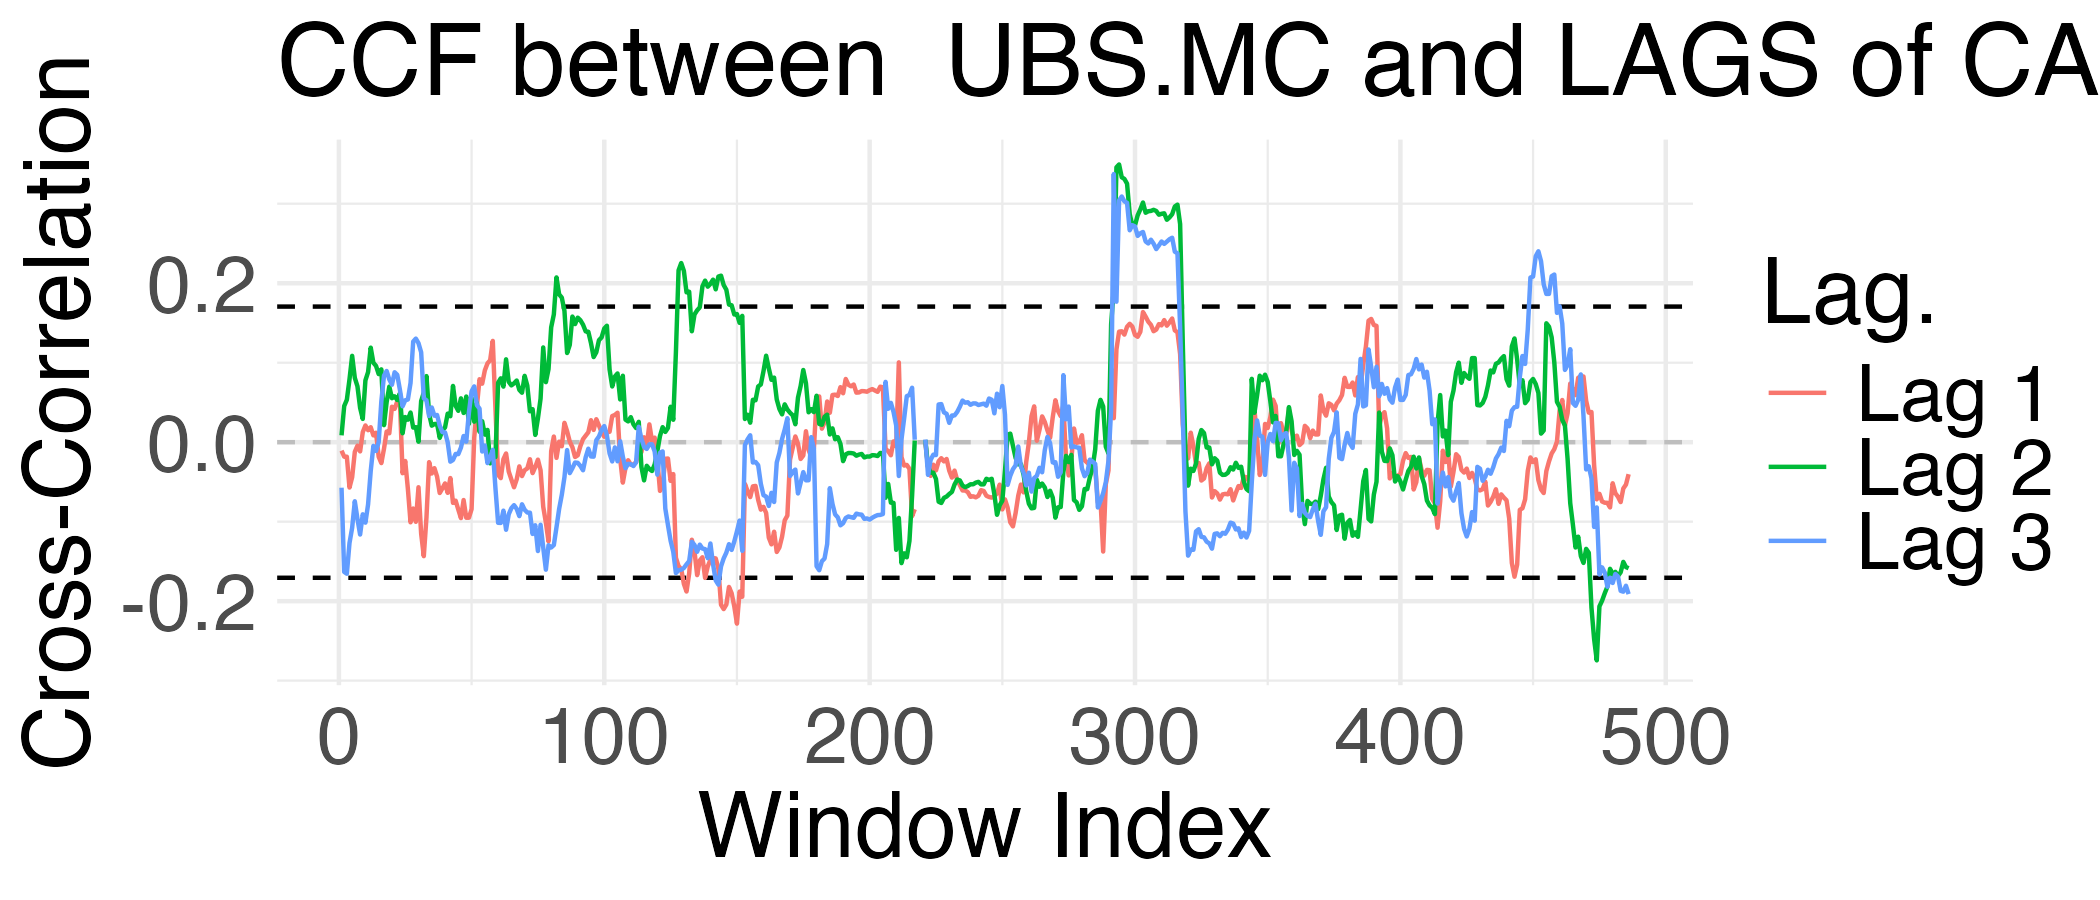 CCF between  UBS.MC and LAGS of CA
Cross-Correlation
0.2
0.0
-0.2
0 100 200 300 400 500
Window Index
Lag.
Lag 1
Lag 2
Lag 3